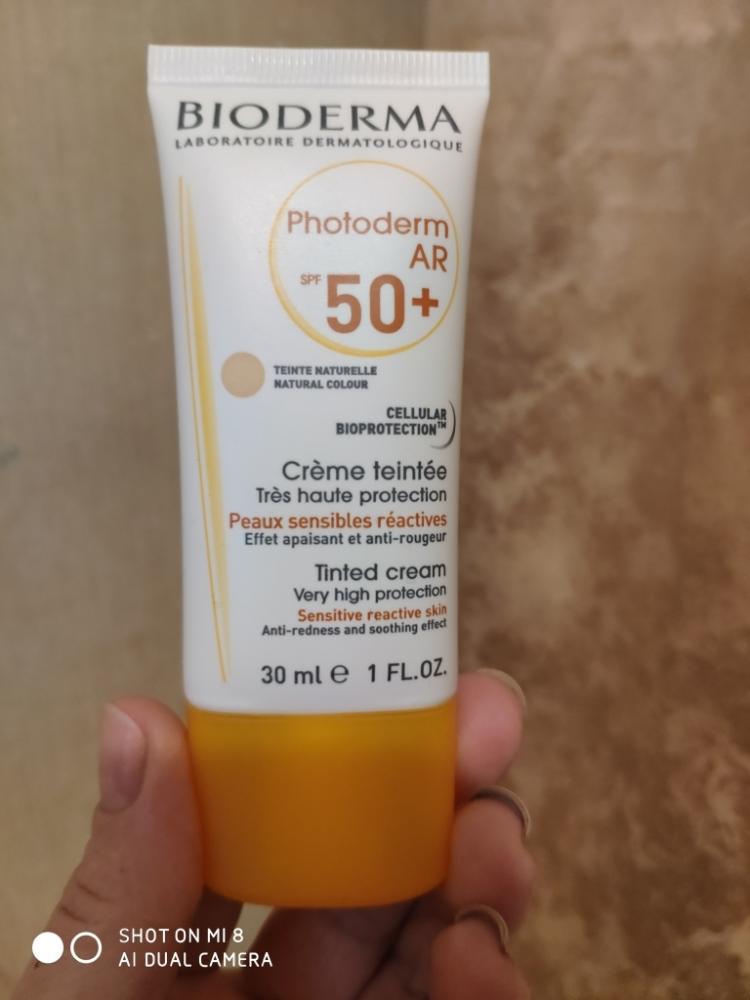 BIODERMA
LABORATOIRE DERMATOLOGIQUE
Photoderm
AR
SPF 50+
TEINTE NATURELLE
NATURAL COLOUR
CELLULAR
BIOPROTECTION™
Crème teintée
Très haute protection
Peaux sensibles réactives
Effet apaisant et anti-rougeur
Tinted cream
Very high protection
Sensitive reactive skin
Anti-redness and soothing effect
30 ml ℮ 1 FL.OZ.
SHOT ON MI 8
AI DUAL CAMERA